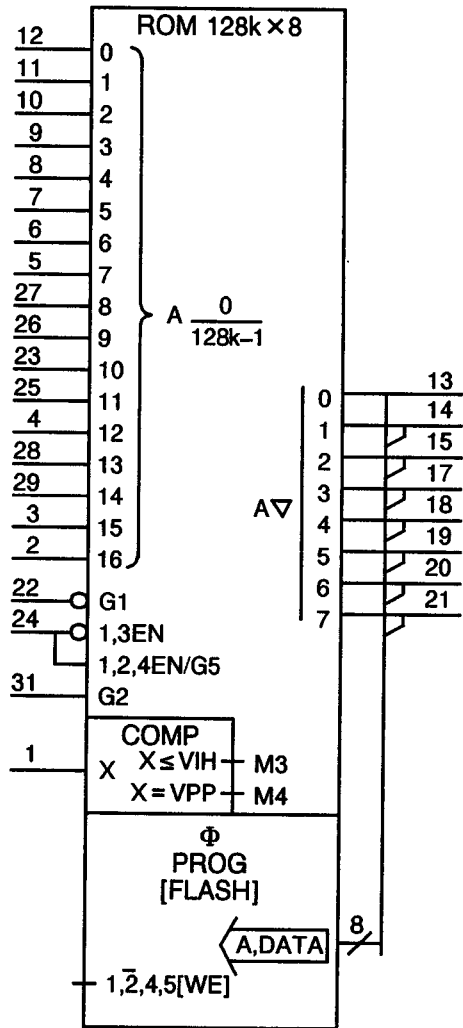 ROM 128k×8
12 0
11 1
10 2
9 3
8 4
7 5
6 6
5 7
27 8
26 9
23 10
25 11
4 12
28 13
29 14
3 15
2 16
A 0
128k–1
A▽
0 13
1 14
2 15
3 17
4 18
5 19
6 20
7 21
22 G1
24 1,3EN
1,2,4EN/G5
31 G2
COMP
1 X
X≤VIH M3
X=VPP M4
Φ
PROG
[FLASH]
A,DATA 8
1,2̅,4,5[WE]